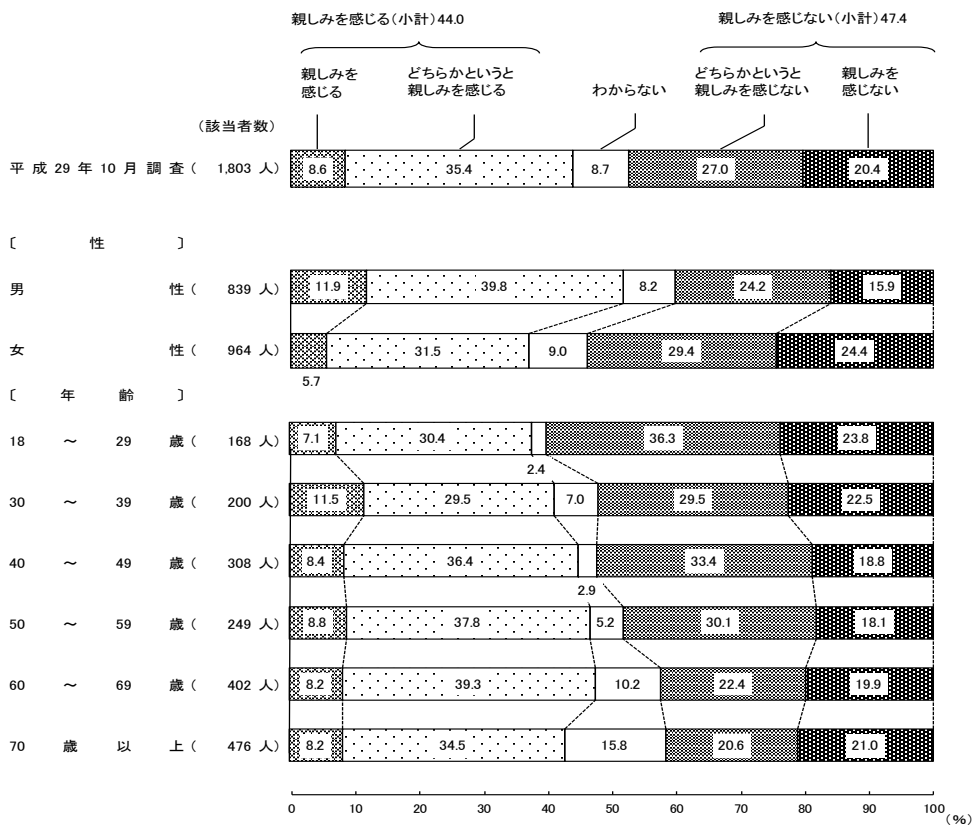 親しみを感じる(小計)44.0 親しみを感じない(小計)47.4
親しみを
感じる
どちらかというと
親しみを感じる
わからない
どちらかというと
親しみを感じない
親しみを
感じない
(該当者数)
平成29年10月調査( 1,803 人) 8.6 35.4 8.7 27.0 20.4
〔 性 〕
男 性( 839 人) 11.9 39.8 8.2 24.2 15.9
女 性( 964 人) 31.5 9.0 29.4 24.4
5.7
〔 年 齢 〕
18 ~ 29 歳( 168 人) 7.1 30.4 36.3 23.8
2.4
30 ~ 39 歳( 200 人) 11.5 29.5 7.0 29.5 22.5
40 ~ 49 歳( 308 人) 8.4 36.4 33.4 18.8
2.9
50 ~ 59 歳( 249 人) 8.8 37.8 5.2 30.1 18.1
60 ~ 69 歳( 402 人) 8.2 39.3 10.2 22.4 19.9
70 歳 以 上( 476 人) 8.2 34.5 15.8 20.6 21.0
0 10 20 30 40 50 60 70 80 90 100
(%)